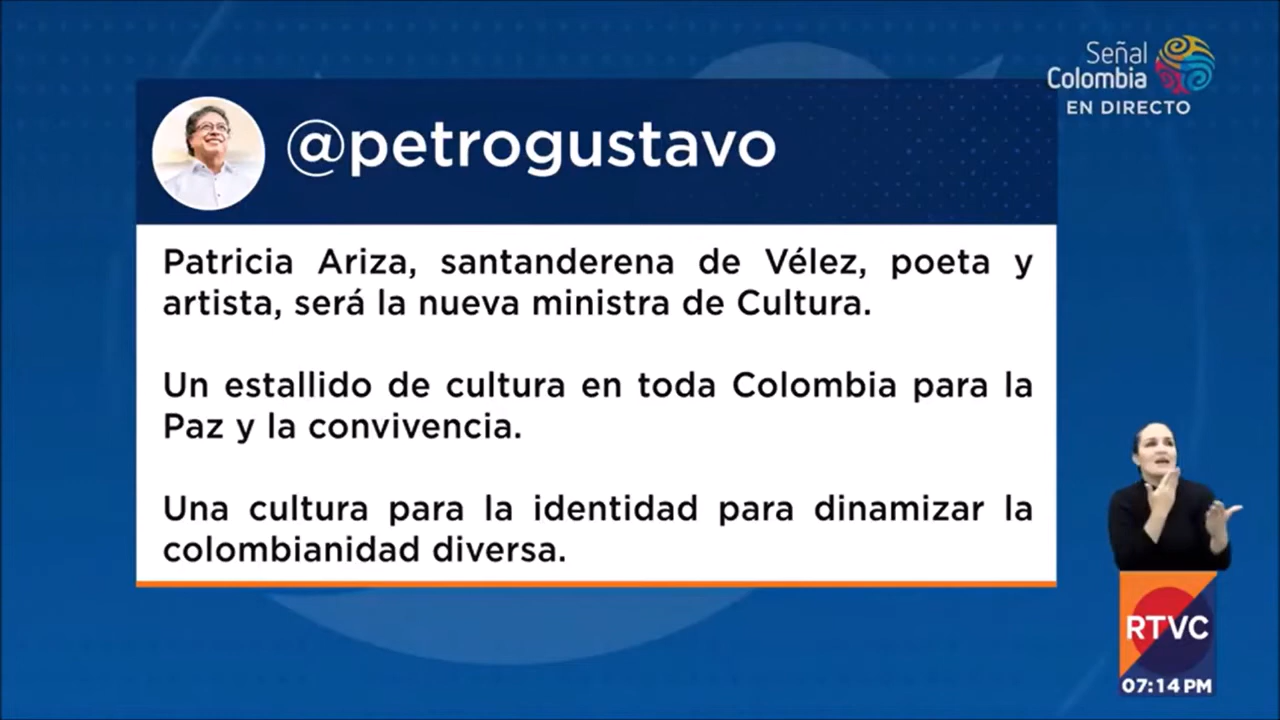 Señal
Colombia
EN DIRECTO
@petrogustavo
Patricia Ariza, santanderena de Vélez, poeta y
artista, será la nueva ministra de Cultura.
Un estallido de cultura en toda Colombia para la
Paz y la convivencia.
Una cultura para la identidad para dinamizar la
colombianidad diversa.
RTVC
07:14 PM